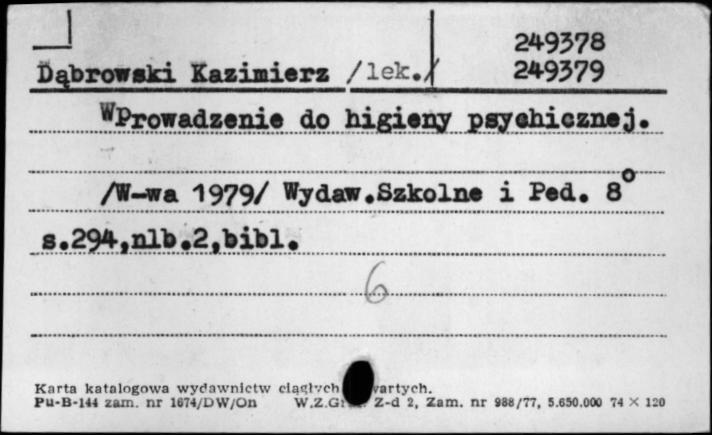 249378
Dąbrowski Kazimierz /lek./ 249379
Wprowadzenie do higieny psychicznej.
/W-wa 1979/ Wydaw.Szkolne i Ped. 8°
s.294,nlb.2,bibl.
6
Karta katalogowa wydawnictw ciągłych
Pu-B-144 zam. nr 1674/DW/On W.Z.Gr Z-d 2, Zam. nr 988/77, 5.650.000 74 × 120